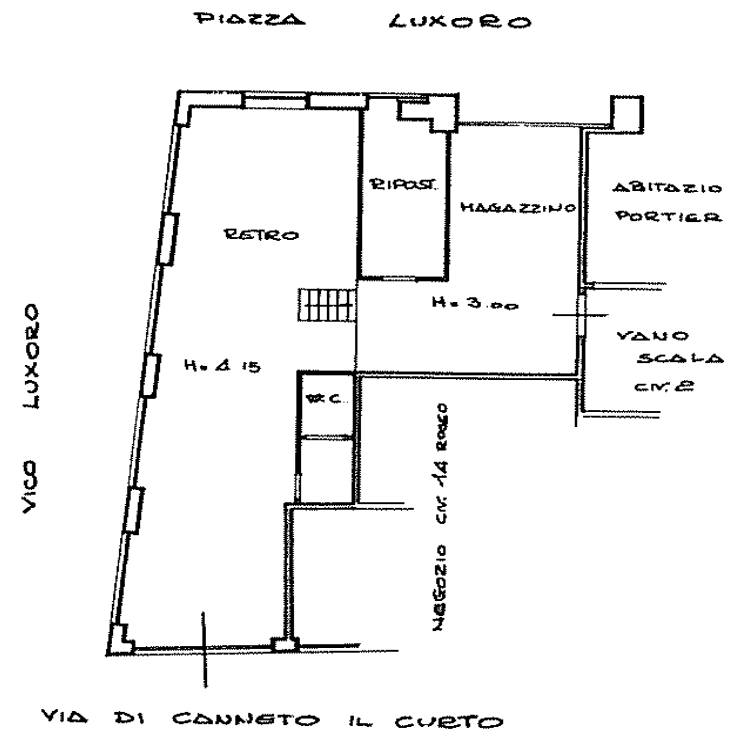 PIAZZA LUXORO
RIPOST.
MAGAZZINO
ABITAZIO
PORTIER
RETRO
H= 3.00
VANO
SCALA
CIV. 2
H= 4 15
W.C.
VICO LUXORO
NEGOZIO CIV. 14 ROSSO
VIA DI CANNETO IL CURTO